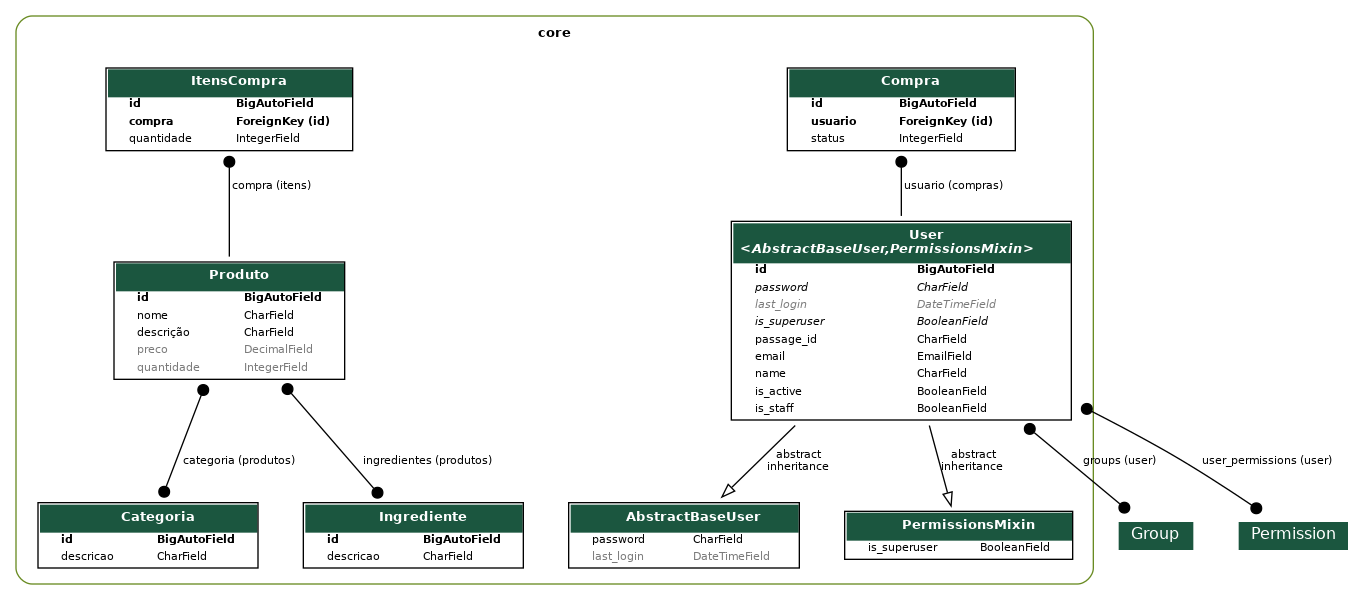 core
ItensCompra
id BigAutoField
compra ForeignKey (id)
quantidade IntegerField
Compra
id BigAutoField
usuario ForeignKey (id)
status IntegerField
compra (itens)
usuario (compras)
Produto
id BigAutoField
nome CharField
descrição CharField
preco DecimalField
quantidade IntegerField
User
<AbstractBaseUser,PermissionsMixin>
id BigAutoField
password CharField
last_login DateTimeField
is_superuser BooleanField
passage_id CharField
email EmailField
name CharField
is_active BooleanField
is_staff BooleanField
categoria (produtos)
ingredientes (produtos)
abstract
inheritance
abstract
inheritance
groups (user)
user_permissions (user)
Categoria
id BigAutoField
descricao CharField
Ingrediente
id BigAutoField
descricao CharField
AbstractBaseUser
password CharField
last_login DateTimeField
PermissionsMixin
is_superuser BooleanField
Group
Permission